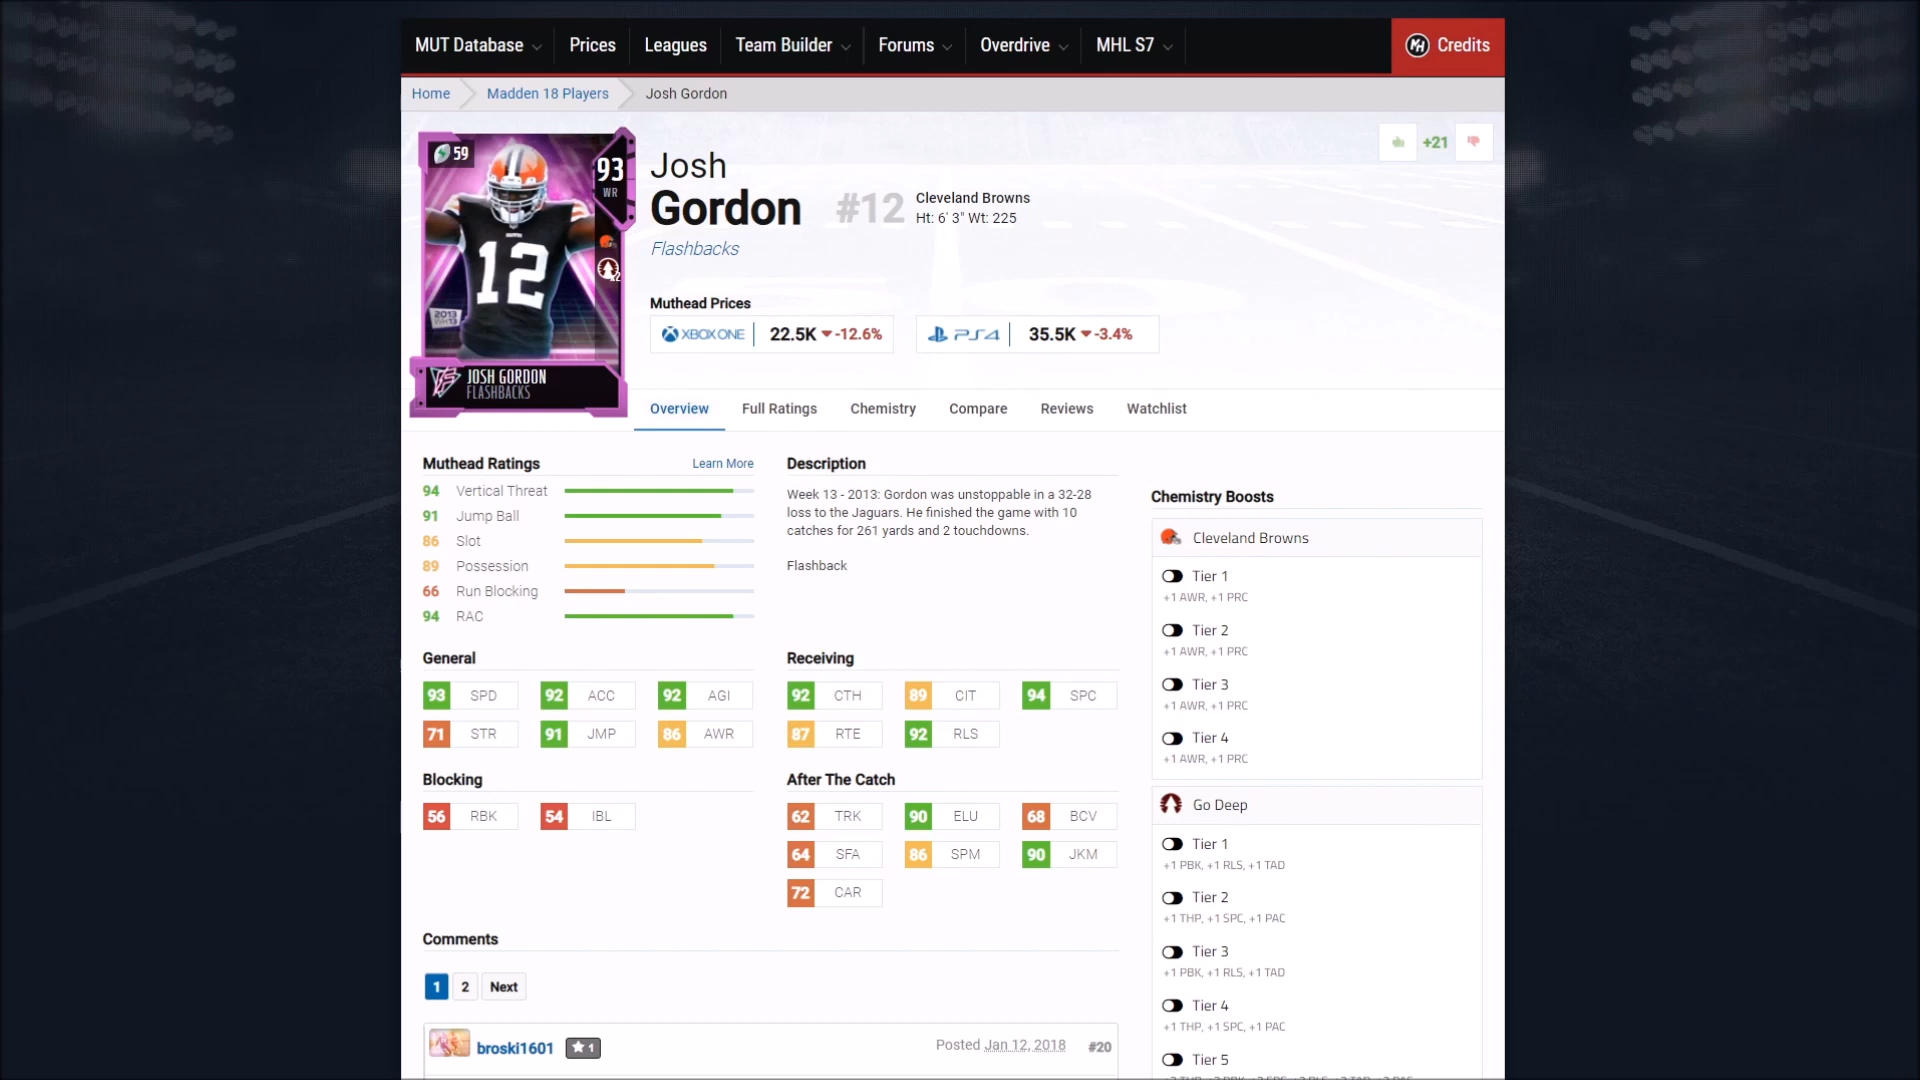 MUT Database
Prices
Leagues
Team Builder
Forums
Overdrive
MHL S7
Credits
Home
Madden 18 Players
Josh Gordon
59
93
WR
x2
12
2013
WK13
JOSH GORDON
FLASHBACKS
Josh
Gordon
#12
Cleveland Browns
Ht: 6' 3" Wt: 225
Flashbacks
+21
Muthead Prices
XBOX ONE
22.5K -12.6%
PS4
35.5K -3.4%
Overview
Full Ratings
Chemistry
Compare
Reviews
Watchlist
Muthead Ratings
Learn More
94 Vertical Threat
91 Jump Ball
86 Slot
89 Possession
66 Run Blocking
94 RAC
Description
Week 13 - 2013: Gordon was unstoppable in a 32-28
loss to the Jaguars. He finished the game with 10
catches for 261 yards and 2 touchdowns.
Flashback
General
93 SPD 92 ACC 92 AGI
71 STR 91 JMP 86 AWR
Receiving
92 CTH 89 CIT 94 SPC
87 RTE 92 RLS
Blocking
56 RBK 54 IBL
After The Catch
62 TRK 90 ELU 68 BCV
64 SFA 86 SPM 90 JKM
72 CAR
Chemistry Boosts
Cleveland Browns
Tier 1
+1 AWR, +1 PRC
Tier 2
+1 AWR, +1 PRC
Tier 3
+1 AWR, +1 PRC
Tier 4
+1 AWR, +1 PRC
Go Deep
Tier 1
+1 PBK, +1 RLS, +1 TAD
Tier 2
+1 THP, +1 SPC, +1 PAC
Tier 3
+1 PBK, +1 RLS, +1 TAD
Tier 4
+1 THP, +1 SPC, +1 PAC
Tier 5
Comments
1 2 Next
broski1601
1
Posted Jan 12, 2018 #20